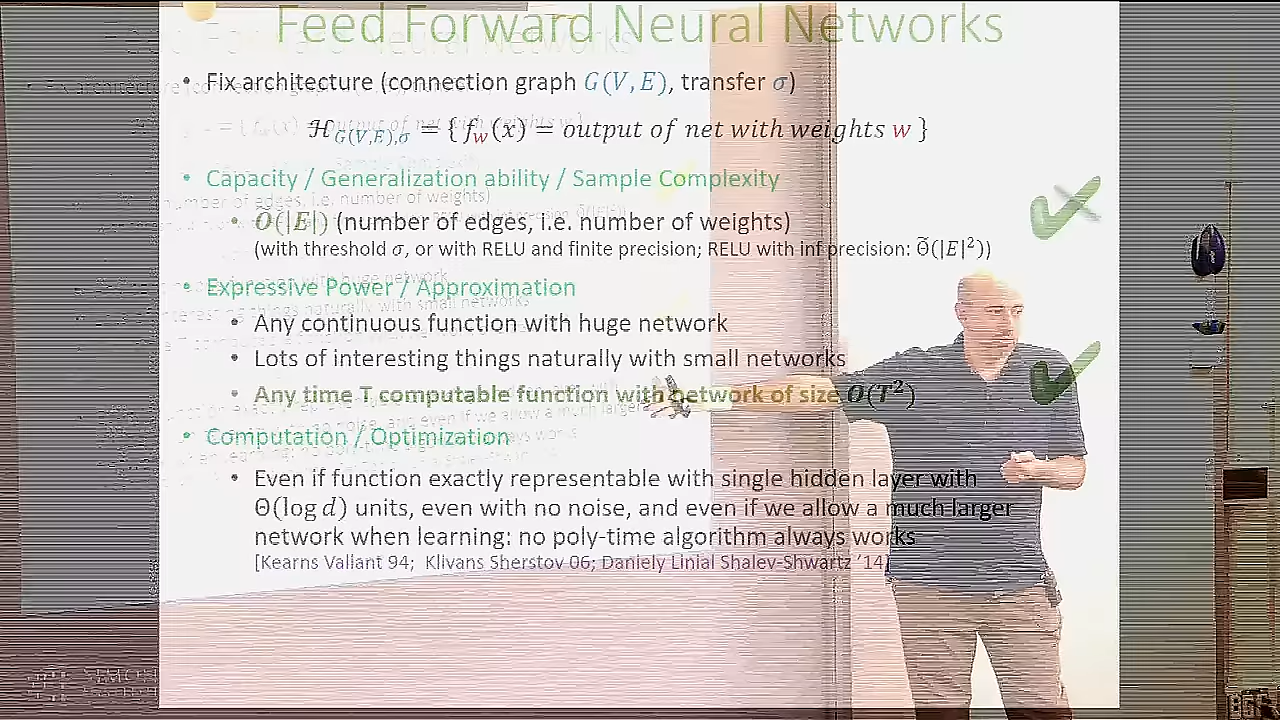 Feed Forward Neural Networks
• Fix architecture (connection graph G(V,E), transfer σ)
ℋ_{G(V,E),σ} = { f_w(x) = output of net with weights w }
• Capacity / Generalization ability / Sample Complexity
• Õ(|E|) (number of edges, i.e. number of weights)
(with threshold σ, or with RELU and finite precision; RELU with inf precision: Θ̃(|E|²))
• Expressive Power / Approximation
• Any continuous function with huge network
• Lots of interesting things naturally with small networks
• Any time T computable function with network of size O(T²)
• Computation / Optimization
• Even if function exactly representable with single hidden layer with
Θ(log d) units, even with no noise, and even if we allow a much larger
network when learning: no poly-time algorithm always works
[Kearns Valiant 94; Klivans Sherstov 06; Daniely Linial Shalev-Shwartz ’14]